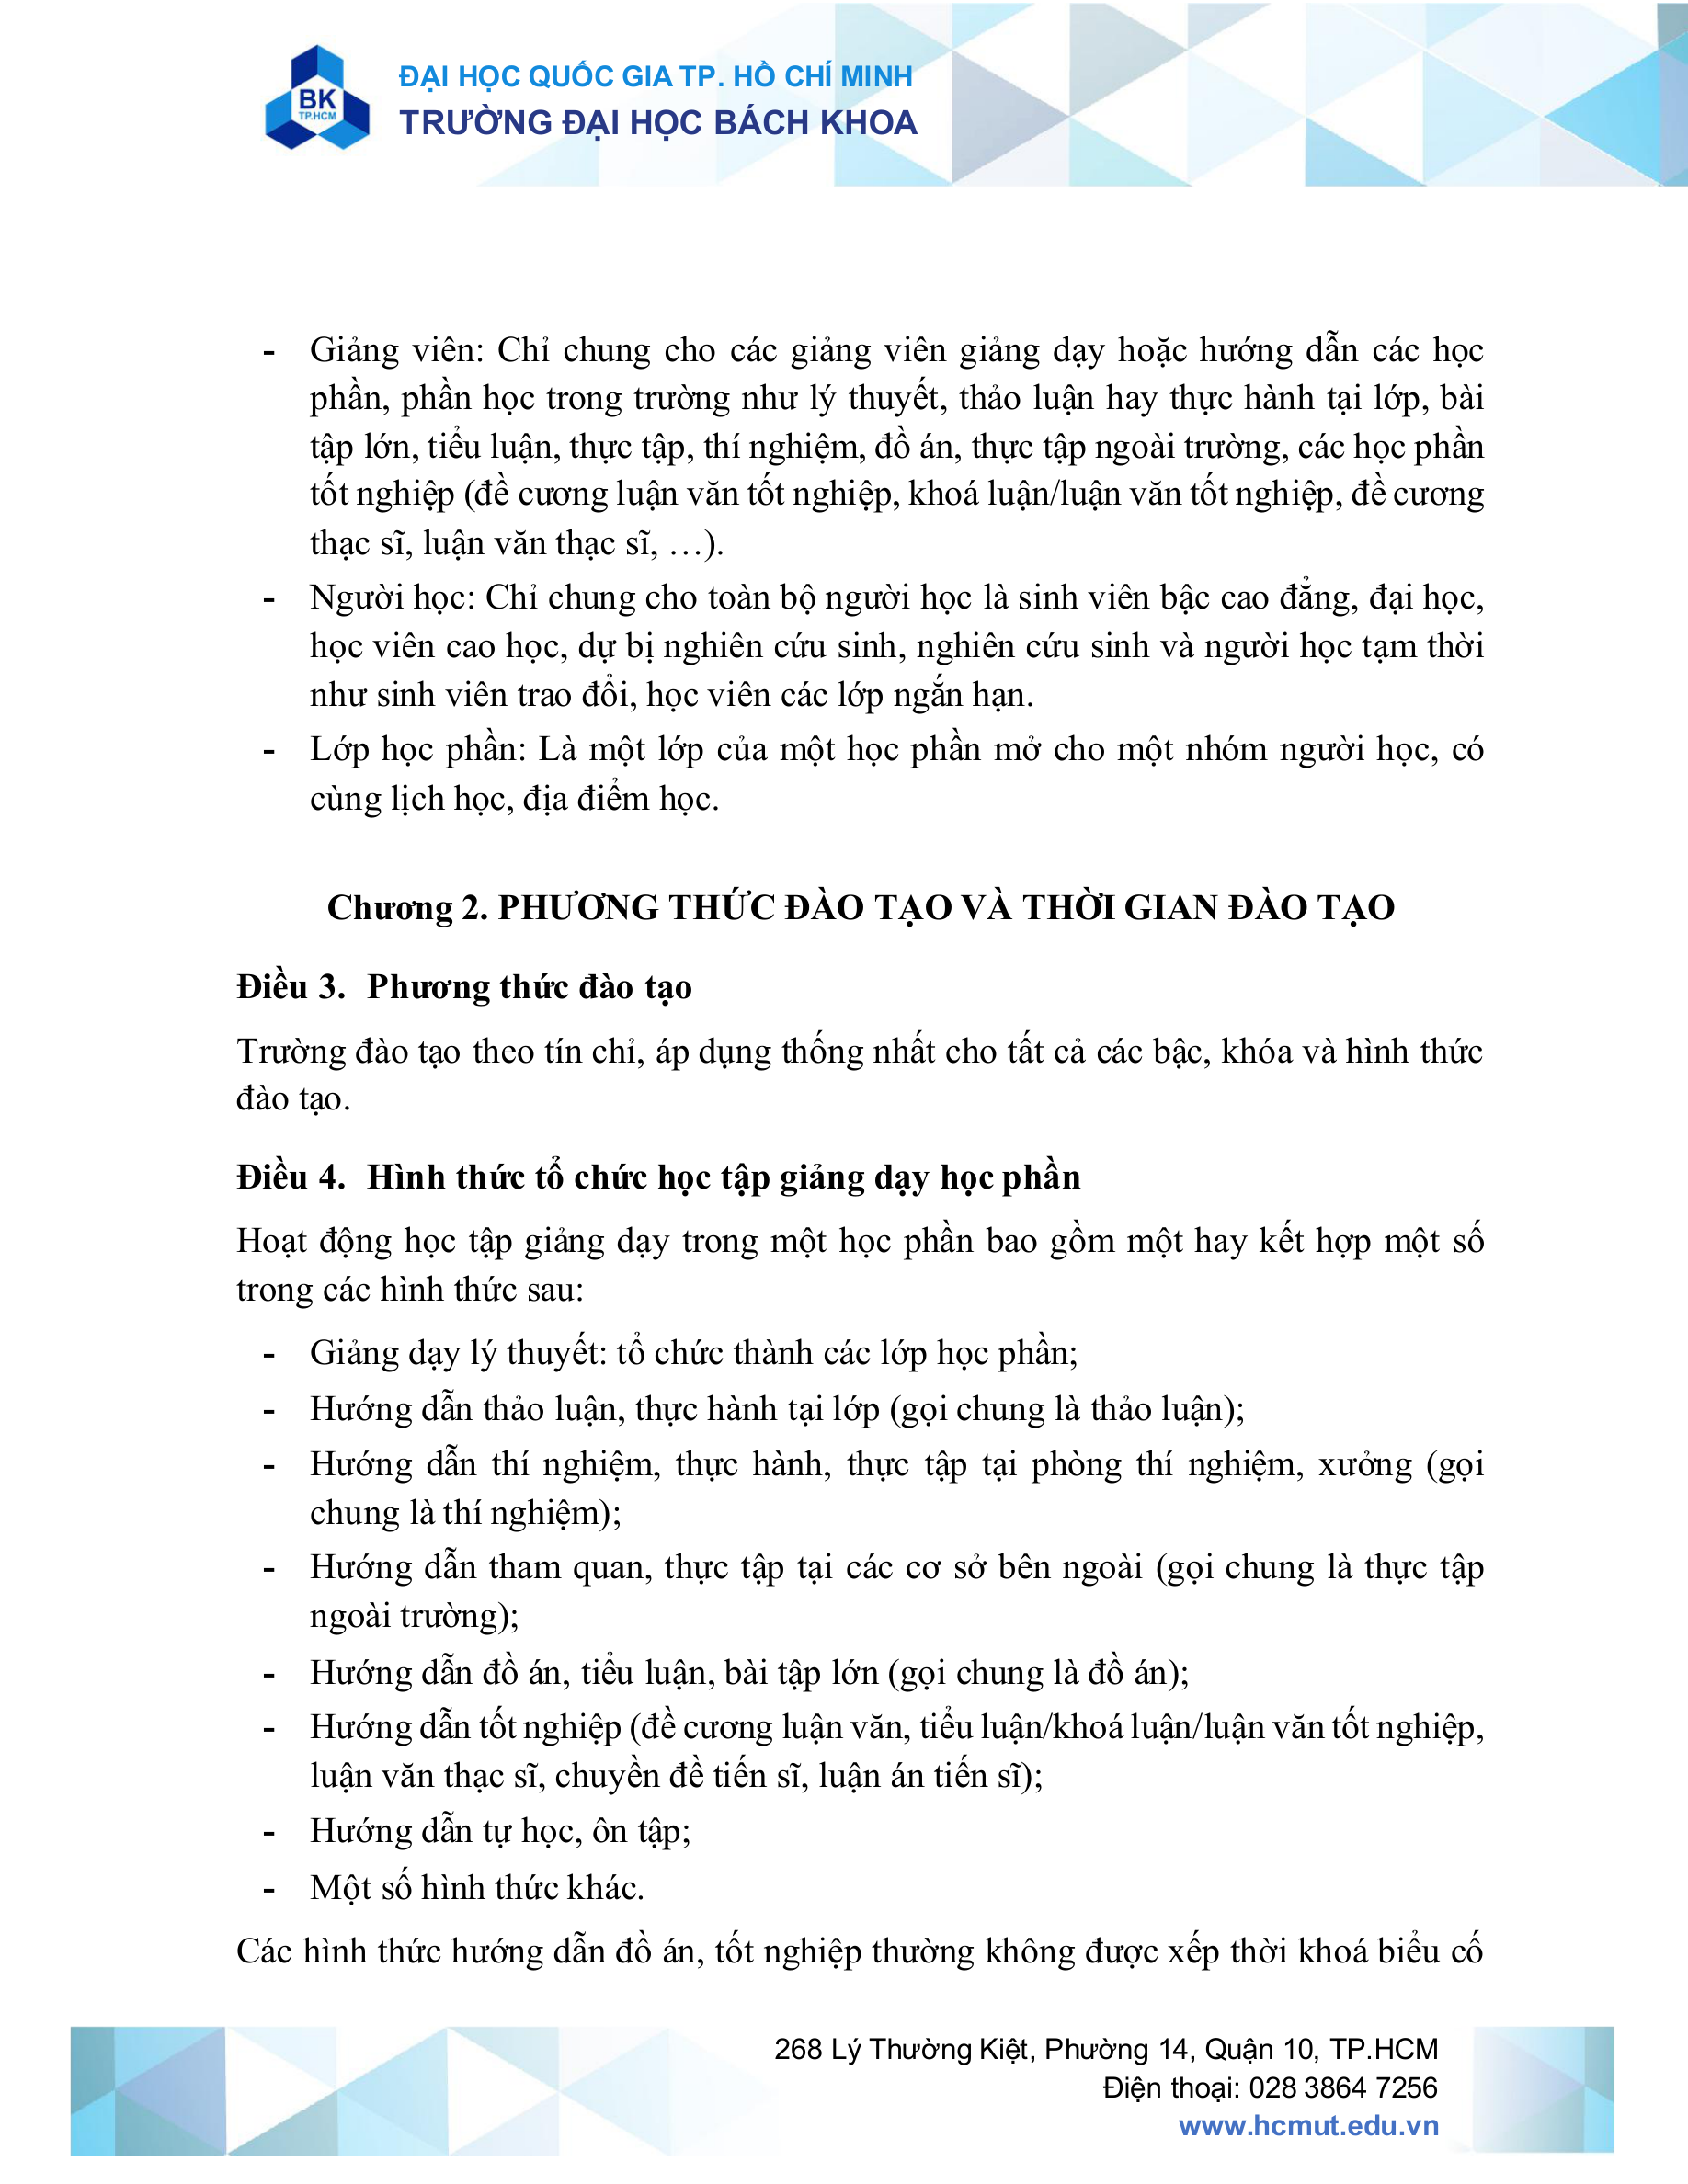 BK
TP.HCM
ĐẠI HỌC QUỐC GIA TP. HỒ CHÍ MINH
TRƯỜNG ĐẠI HỌC BÁCH KHOA
- Giảng viên: Chỉ chung cho các giảng viên giảng dạy hoặc hướng dẫn các học
phần, phần học trong trường như lý thuyết, thảo luận hay thực hành tại lớp, bài
tập lớn, tiểu luận, thực tập, thí nghiệm, đồ án, thực tập ngoài trường, các học phần
tốt nghiệp (đề cương luận văn tốt nghiệp, khoá luận/luận văn tốt nghiệp, đề cương
thạc sĩ, luận văn thạc sĩ, …).
- Người học: Chỉ chung cho toàn bộ người học là sinh viên bậc cao đẳng, đại học,
học viên cao học, dự bị nghiên cứu sinh, nghiên cứu sinh và người học tạm thời
như sinh viên trao đổi, học viên các lớp ngắn hạn.
- Lớp học phần: Là một lớp của một học phần mở cho một nhóm người học, có
cùng lịch học, địa điểm học.
Chương 2. PHƯƠNG THỨC ĐÀO TẠO VÀ THỜI GIAN ĐÀO TẠO
Điều 3. Phương thức đào tạo
Trường đào tạo theo tín chỉ, áp dụng thống nhất cho tất cả các bậc, khóa và hình thức
đào tạo.
Điều 4. Hình thức tổ chức học tập giảng dạy học phần
Hoạt động học tập giảng dạy trong một học phần bao gồm một hay kết hợp một số
trong các hình thức sau:
- Giảng dạy lý thuyết: tổ chức thành các lớp học phần;
- Hướng dẫn thảo luận, thực hành tại lớp (gọi chung là thảo luận);
- Hướng dẫn thí nghiệm, thực hành, thực tập tại phòng thí nghiệm, xưởng (gọi
chung là thí nghiệm);
- Hướng dẫn tham quan, thực tập tại các cơ sở bên ngoài (gọi chung là thực tập
ngoài trường);
- Hướng dẫn đồ án, tiểu luận, bài tập lớn (gọi chung là đồ án);
- Hướng dẫn tốt nghiệp (đề cương luận văn, tiểu luận/khoá luận/luận văn tốt nghiệp,
luận văn thạc sĩ, chuyền đề tiến sĩ, luận án tiến sĩ);
- Hướng dẫn tự học, ôn tập;
- Một số hình thức khác.
Các hình thức hướng dẫn đồ án, tốt nghiệp thường không được xếp thời khoá biểu cố
268 Lý Thường Kiệt, Phường 14, Quận 10, TP.HCM
Điện thoại: 028 3864 7256
www.hcmut.edu.vn